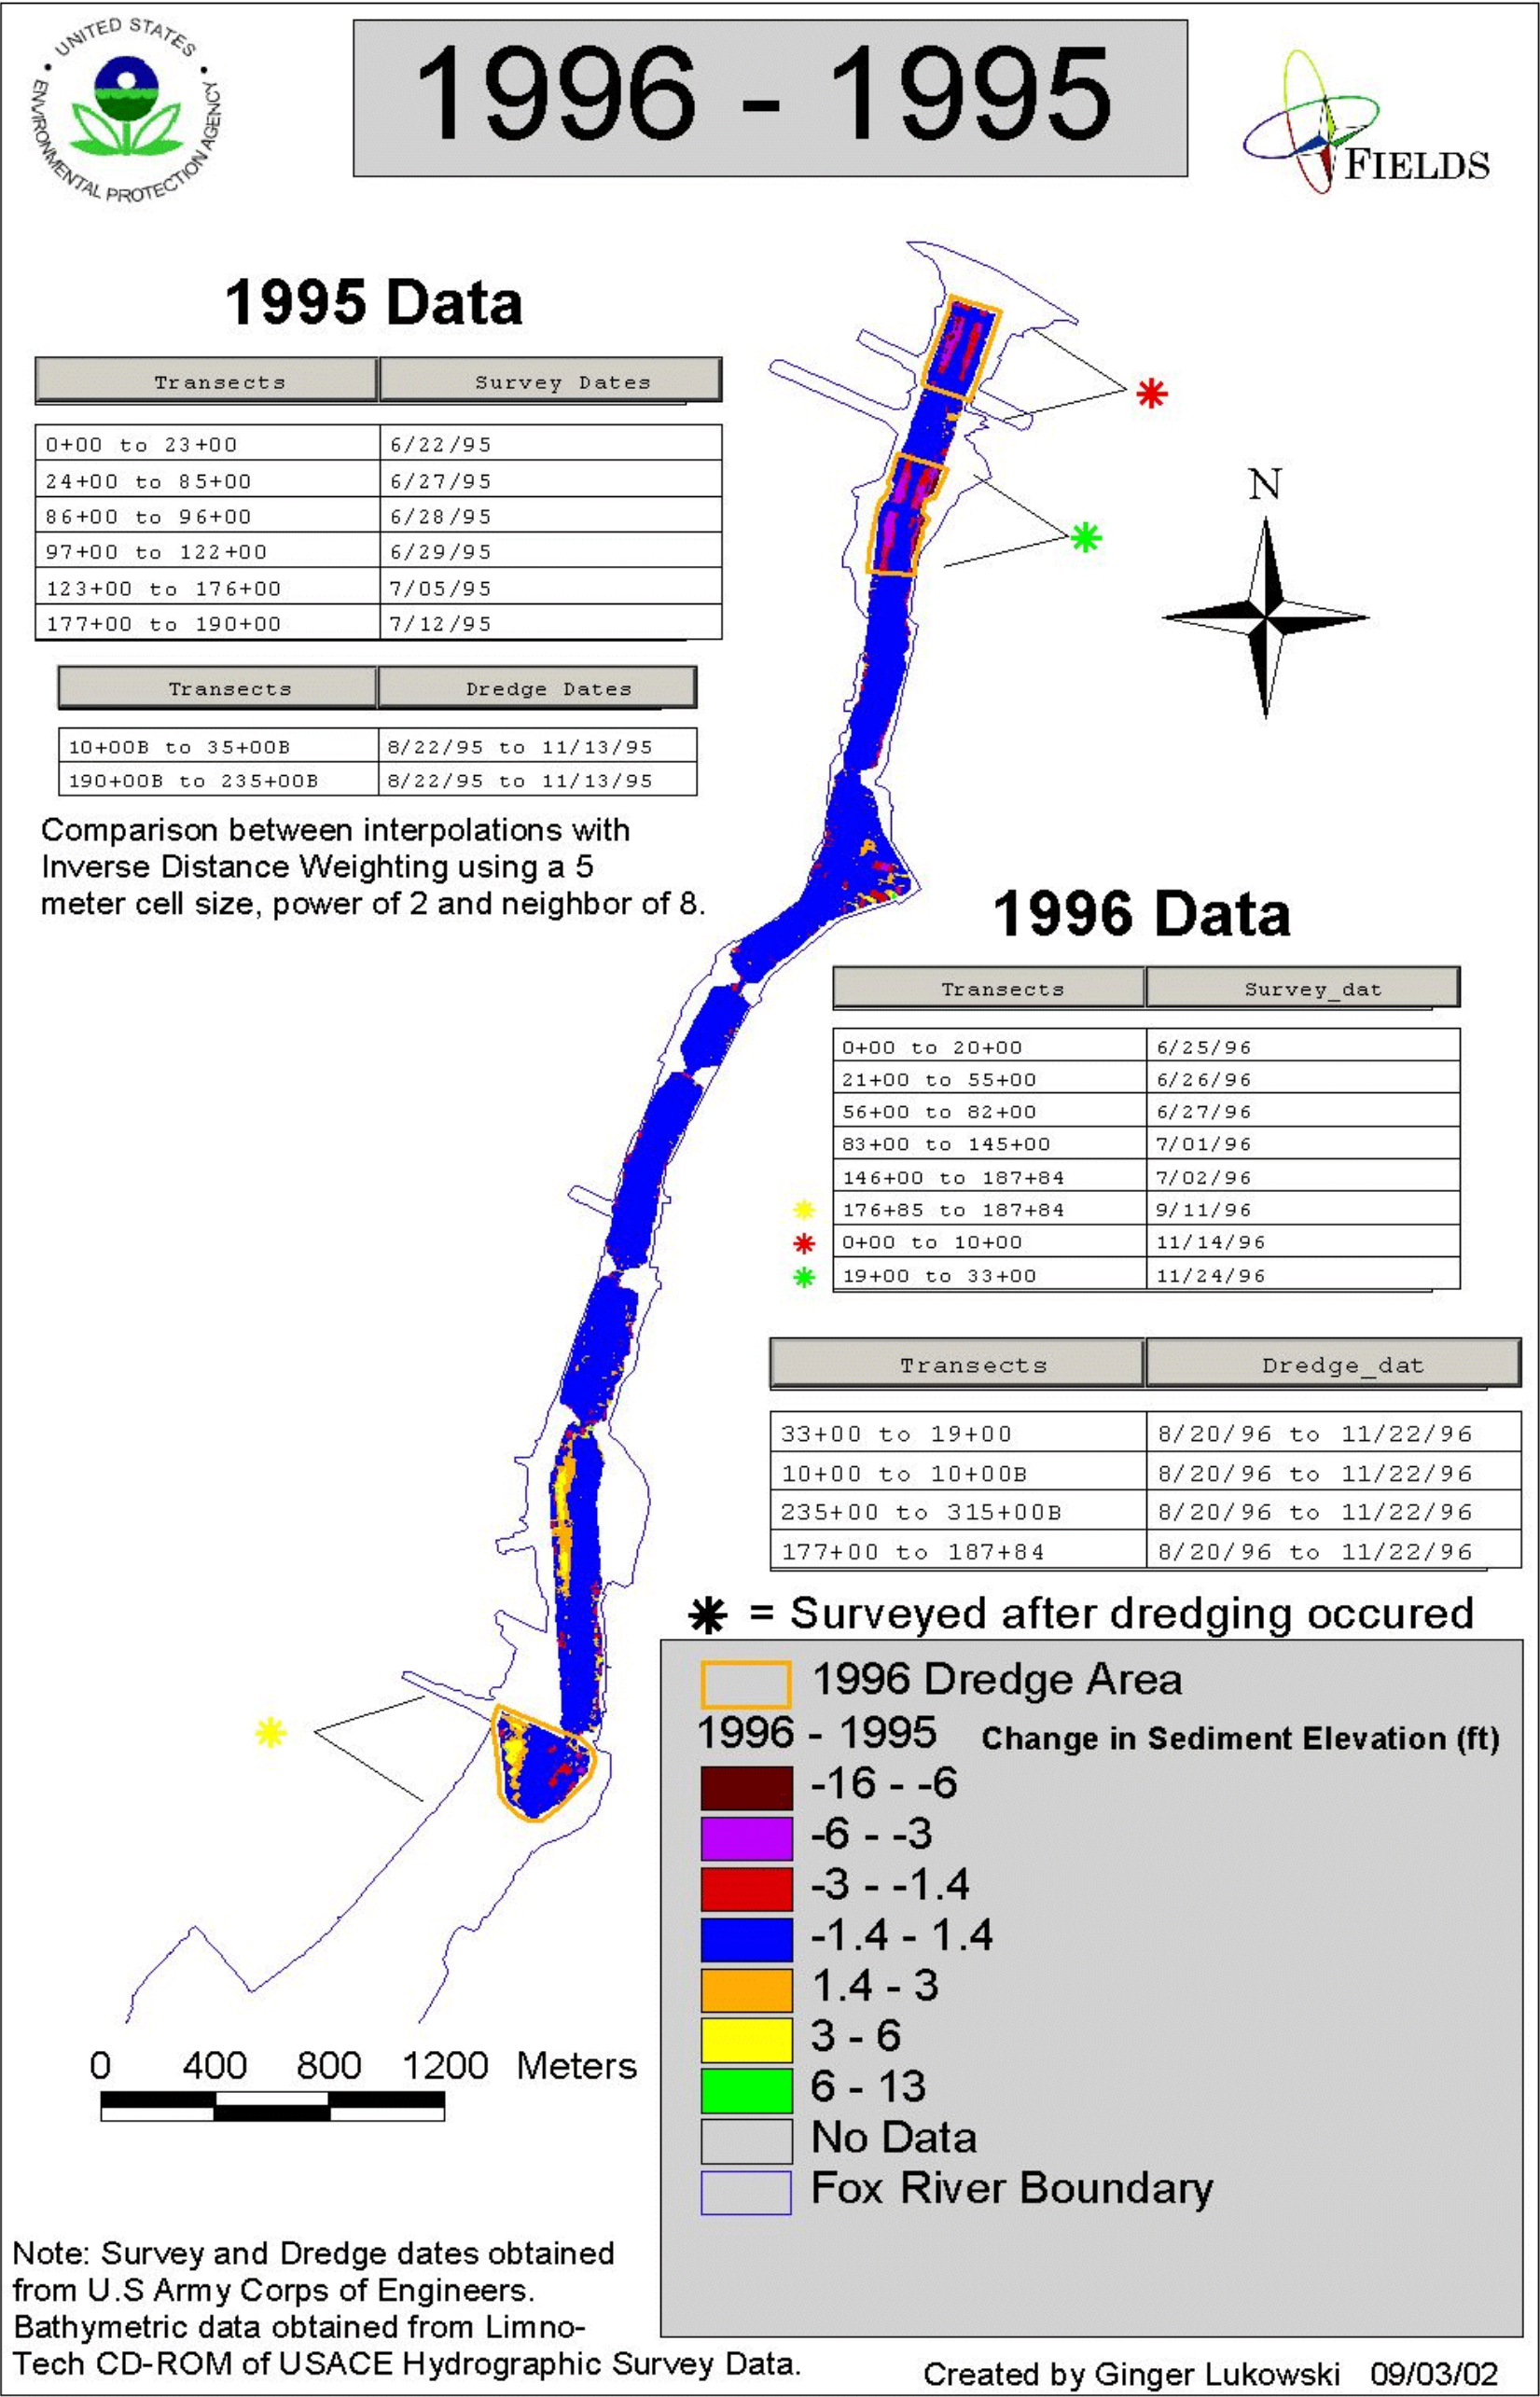 UNITED STATES
ENVIRONMENTAL PROTECTION AGENCY
1996 - 1995
FIELDS
1995 Data
Transects Survey Dates
0+00 to 23+00 6/22/95
24+00 to 85+00 6/27/95
86+00 to 96+00 6/28/95
97+00 to 122+00 6/29/95
123+00 to 176+00 7/05/95
177+00 to 190+00 7/12/95
Transects Dredge Dates
10+00B to 35+00B 8/22/95 to 11/13/95
190+00B to 235+00B 8/22/95 to 11/13/95
Comparison between interpolations with
Inverse Distance Weighting using a 5
meter cell size, power of 2 and neighbor of 8.
N
1996 Data
Transects Survey_dat
0+00 to 20+00 6/25/96
21+00 to 55+00 6/26/96
56+00 to 82+00 6/27/96
83+00 to 145+00 7/01/96
146+00 to 187+84 7/02/96
176+85 to 187+84 9/11/96
0+00 to 10+00 11/14/96
19+00 to 33+00 11/24/96
Transects Dredge_dat
33+00 to 19+00 8/20/96 to 11/22/96
10+00 to 10+00B 8/20/96 to 11/22/96
235+00 to 315+00B 8/20/96 to 11/22/96
177+00 to 187+84 8/20/96 to 11/22/96
* = Surveyed after dredging occured
1996 Dredge Area
1996 - 1995 Change in Sediment Elevation (ft)
-16 - -6
-6 - -3
-3 - -1.4
-1.4 - 1.4
1.4 - 3
3 - 6
6 - 13
No Data
Fox River Boundary
0 400 800 1200 Meters
Note: Survey and Dredge dates obtained
from U.S Army Corps of Engineers.
Bathymetric data obtained from Limno-
Tech CD-ROM of USACE Hydrographic Survey Data.
Created by Ginger Lukowski 09/03/02